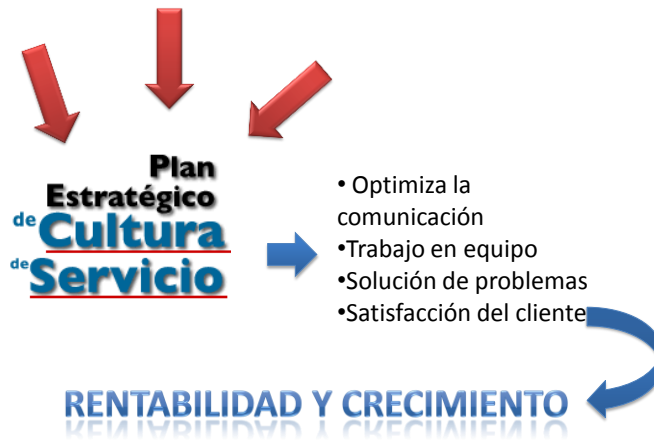 Plan
Estratégico
de Cultura
de Servicio
• Optimiza la
comunicación
•Trabajo en equipo
•Solución de problemas
•Satisfacción del cliente
RENTABILIDAD Y CRECIMIENTO